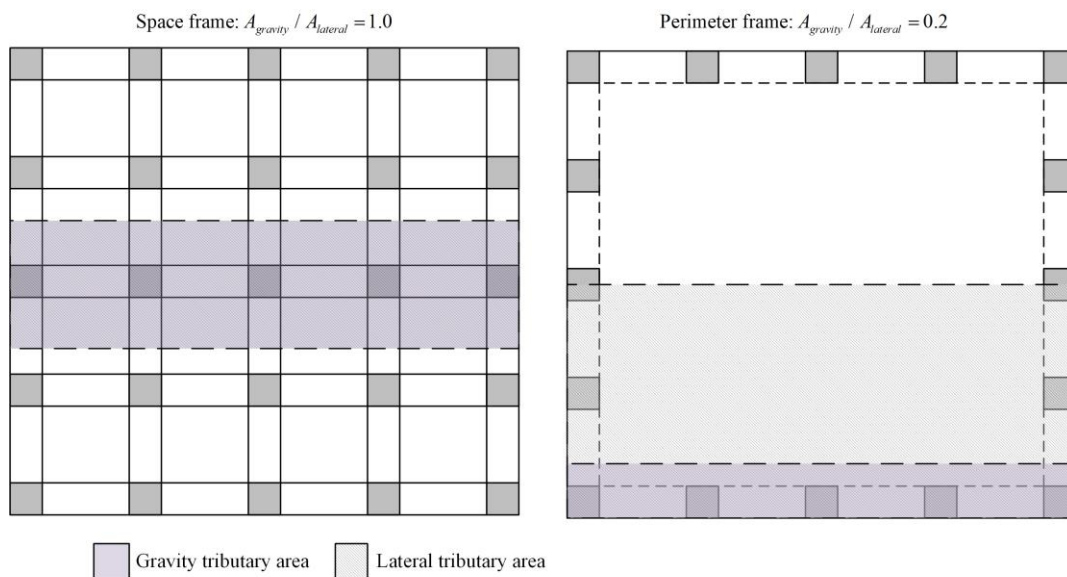 Space frame: A_gravity / A_lateral = 1.0
Perimeter frame: A_gravity / A_lateral = 0.2
Gravity tributary area
Lateral tributary area